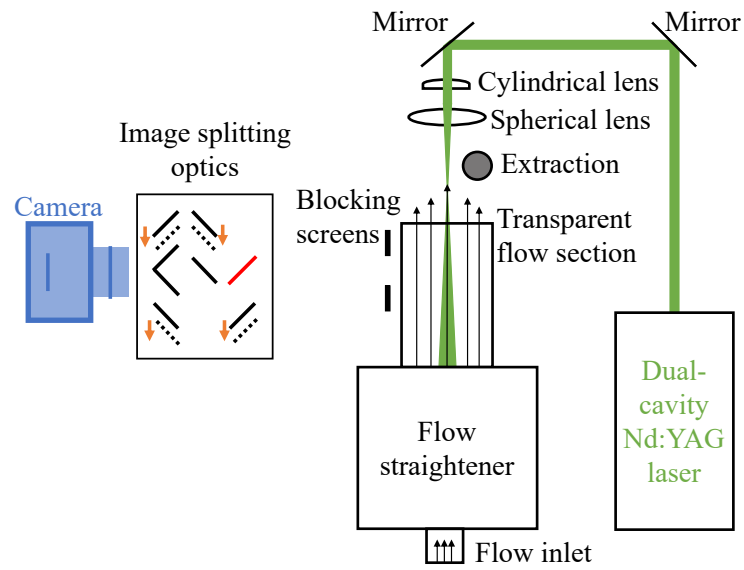 Mirror
Mirror
Cylindrical lens
Spherical lens
Image splitting
optics
Extraction
Blocking
screens
Camera
Transparent
flow section
Dual-
cavity
Nd:YAG
laser
Flow
straightener
Flow inlet